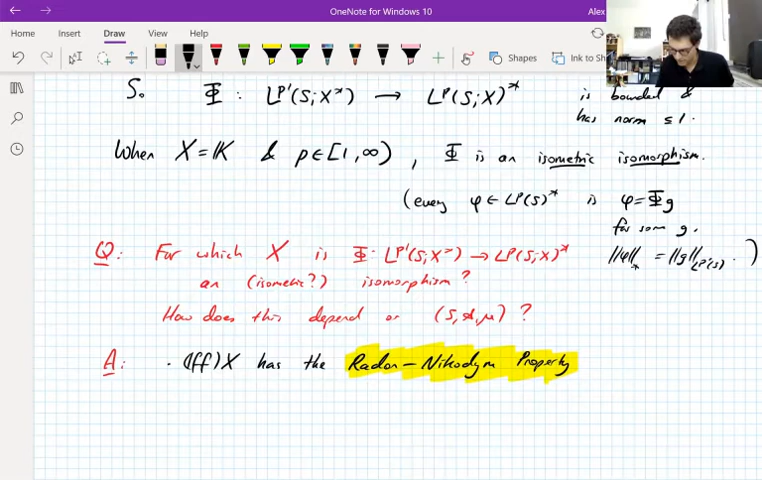 OneNote for Windows 10
Alex
Home Insert Draw View Help
Shapes Ink to Sh
So Φ : L^{p'}(S; X*) → L^p(S; X)* is bounded &
has norm ≤ 1.
When X = 𝕂 & p ∈ [1, ∞), Φ is an isometric isomorphism.
(every φ ∈ L^p(S)* is φ = Φg
for som g.
Q: For which X is Φ: L^{p'}(S; X*) → L^p(S; X)* ||φ||_* = ||g||_{L^{p'}(S)}. )
an (isometric?) isomorphism?
How does this depend on (S, 𝒜, μ) ?
A: · (Iff) X has the Radon-Nikodym Property